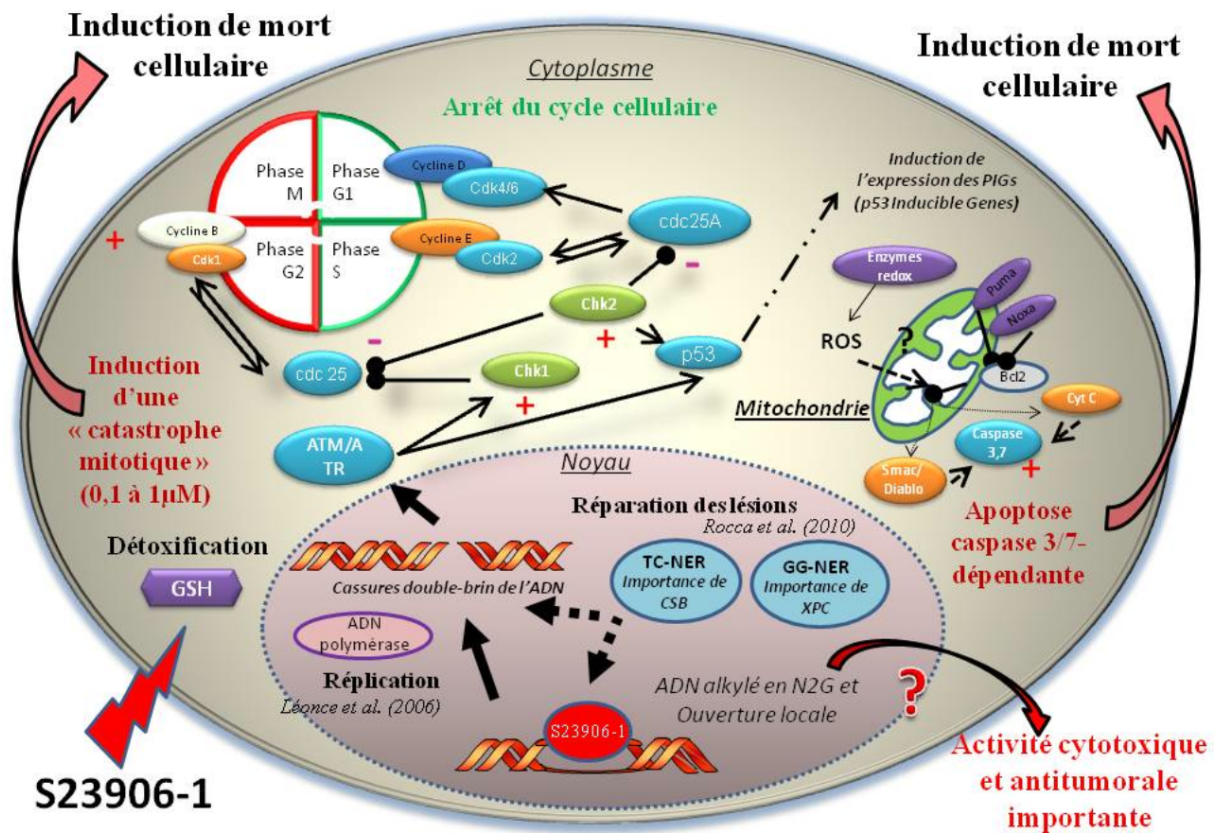 Induction de mort
cellulaire
Induction de mort
cellulaire
Cytoplasme
Arrêt du cycle cellulaire
Phase
M
Phase
G1
Phase
G2
Phase
S
Cycline D
Cdk4/6
Cycline E
Cdk2
Cycline B
Cdk1
+
cdc25A
-
Induction de
l'expression des PIGs
(p53 Inducible Genes)
Chk2
+
p53
-
cdc 25
Chk1
+
ATM/A
TR
Enzymes
redox
Puma
Noxa
ROS
?
Bcl2
Mitochondrie
Cyt C
Caspase
3,7
+
Smac/
Diablo
Induction
d'une
« catastrophe
mitotique »
(0,1 à 1µM)
Apoptose
caspase 3/7-
dépendante
Détoxification
GSH
S23906-1
Noyau
Réparation des lésions
Rocca et al. (2010)
TC-NER
Importance de
CSB
GG-NER
Importance de
XPC
Cassures double-brin de l'ADN
ADN
polymérase
Réplication
Léonce et al. (2006)
S23906-1
ADN alkylé en N2G et
Ouverture locale
?
Activité cytotoxique
et antitumorale
importante